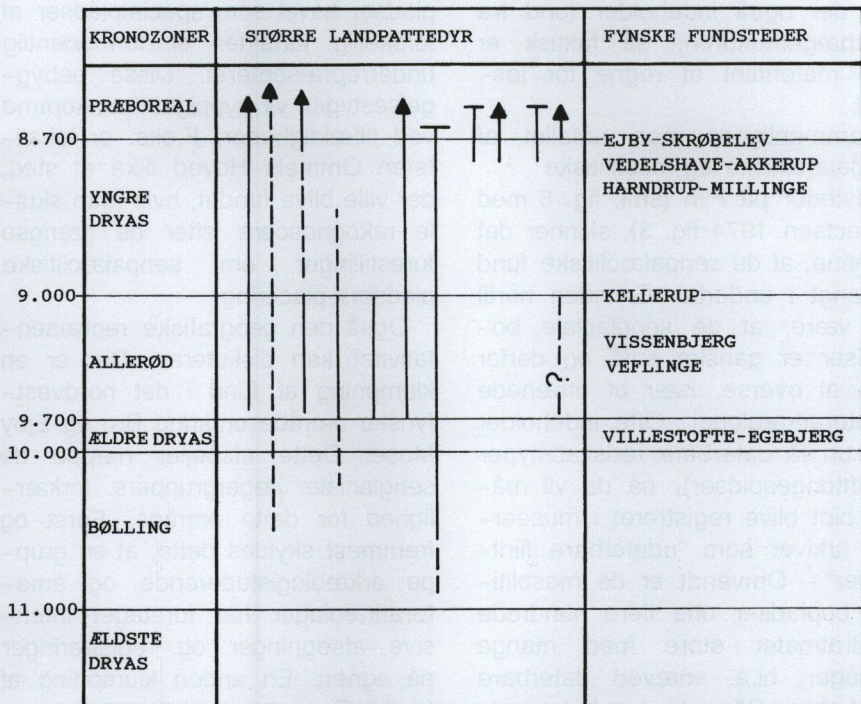 KRONOZONER STØRRE LANDPATTEDYR FYNSKE FUNDSTEDER
PRÆBOREAL
8.700
EJBY-SKRØBELEV
VEDELSHAVE-AKKERUP
HARNDRUP-MILLINGE
YNGRE
DRYAS
9.000
KELLERUP
VISSENBJERG
VEFLINGE
ALLERØD
?
9.700
ÆLDRE DRYAS
VILLESTOFTE-EGEBJERG
10.000
BØLLING
11.000
ÆLDSTE
DRYAS